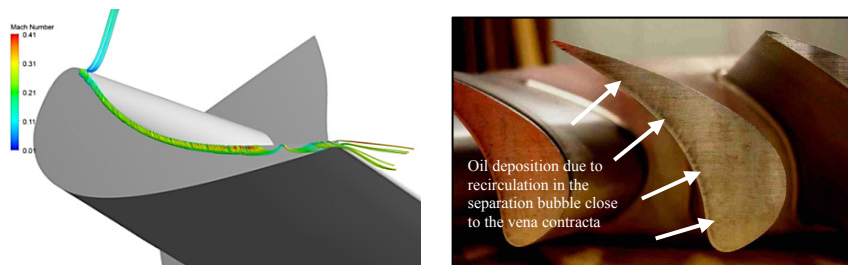 Mach Number
0.41
0.31
0.21
0.11
0.01
Oil deposition due to
recirculation in the
separation bubble close
to the vena contracta